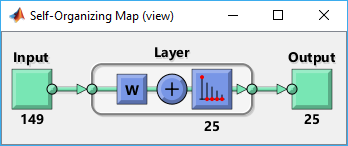 Self-Organizing Map (view)
Input
Layer
Output
W
+
149
25
25